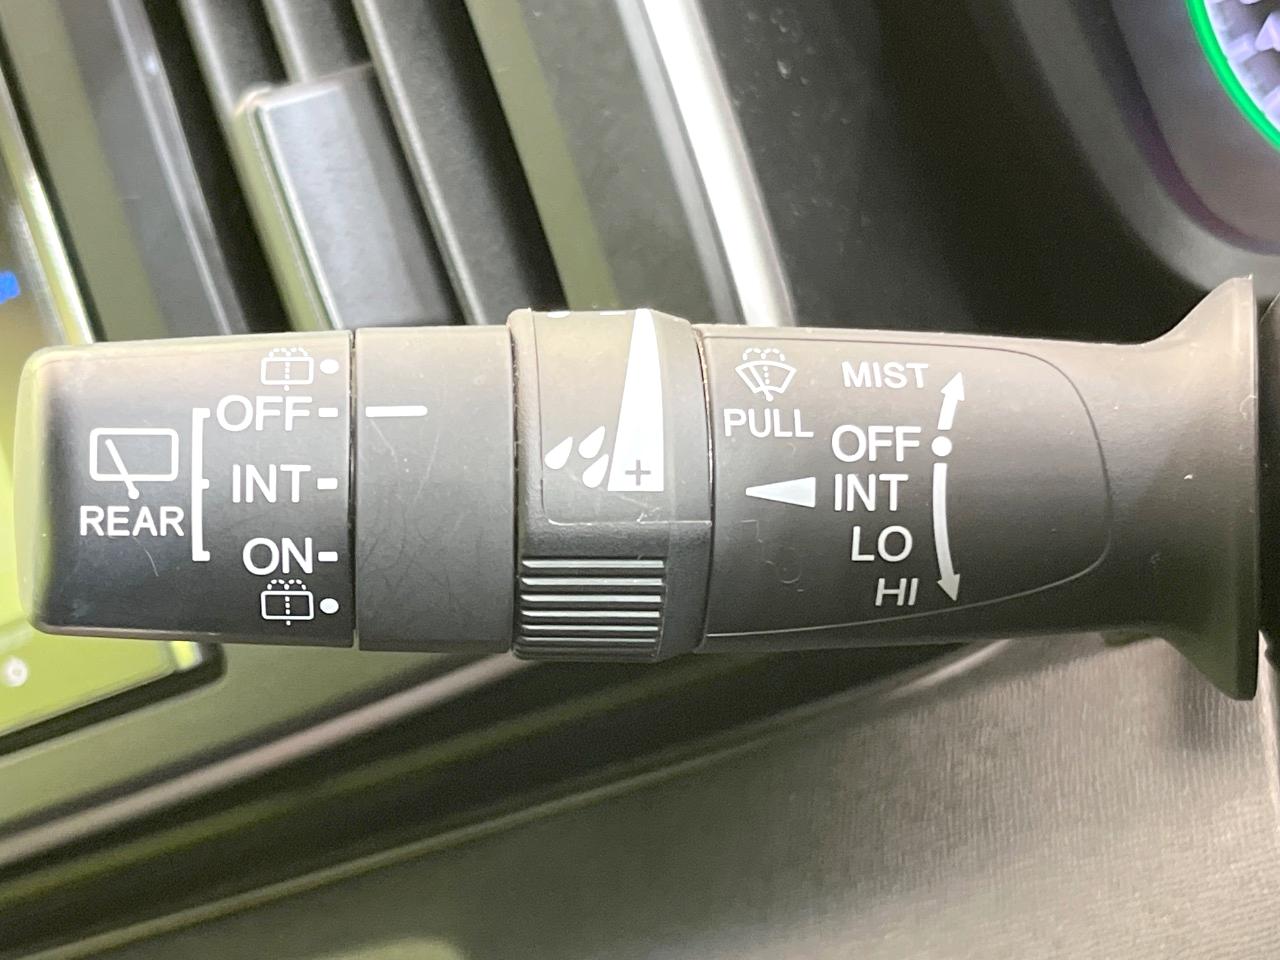 REAR
OFF
INT
ON
+
PULL
MIST
OFF
INT
LO
HI